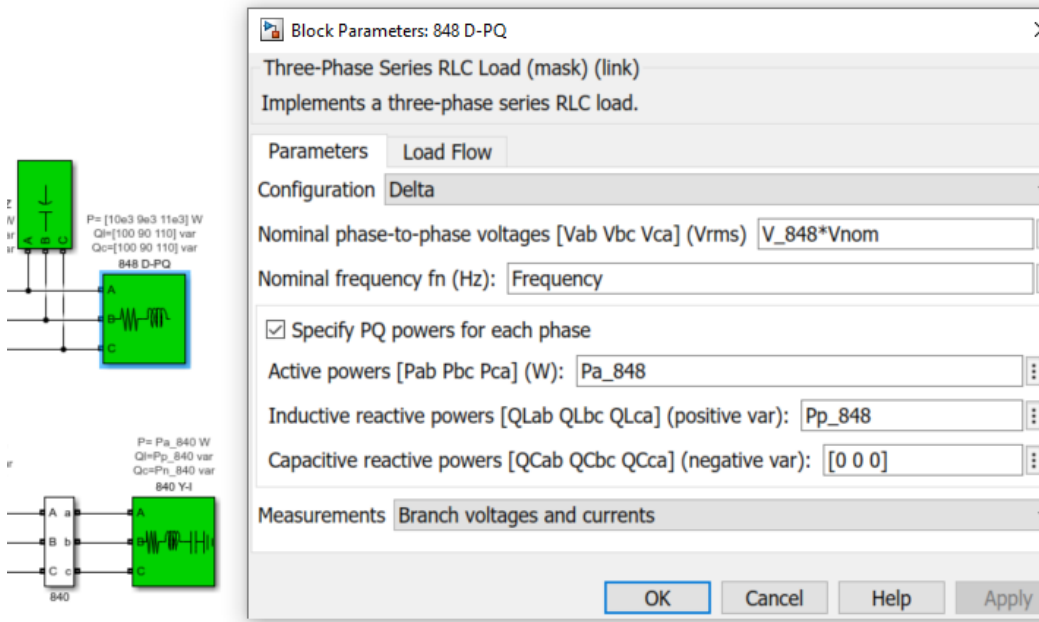 Block Parameters: 848 D-PQ
Three-Phase Series RLC Load (mask) (link)
Implements a three-phase series RLC load.
Parameters
Load Flow
Configuration Delta
Nominal phase-to-phase voltages [Vab Vbc Vca] (Vrms) V_848*Vnom
Nominal frequency fn (Hz): Frequency
Specify PQ powers for each phase
Active powers [Pab Pbc Pca] (W): Pa_848
Inductive reactive powers [QLab QLbc QLca] (positive var): Pp_848
Capacitive reactive powers [QCab QCbc QCca] (negative var): [0 0 0]
Measurements Branch voltages and currents
OK Cancel Help Apply
A B C
P= [10e3 9e3 11e3] W
Ql=[100 90 110] var
Qc=[100 90 110] var
848 D-PQ
A
B
C
P= Pa_840 W
Ql=Pp_840 var
Qc=Pn_840 var
840 Y-I
A a
B b
C c
840
A
B
C